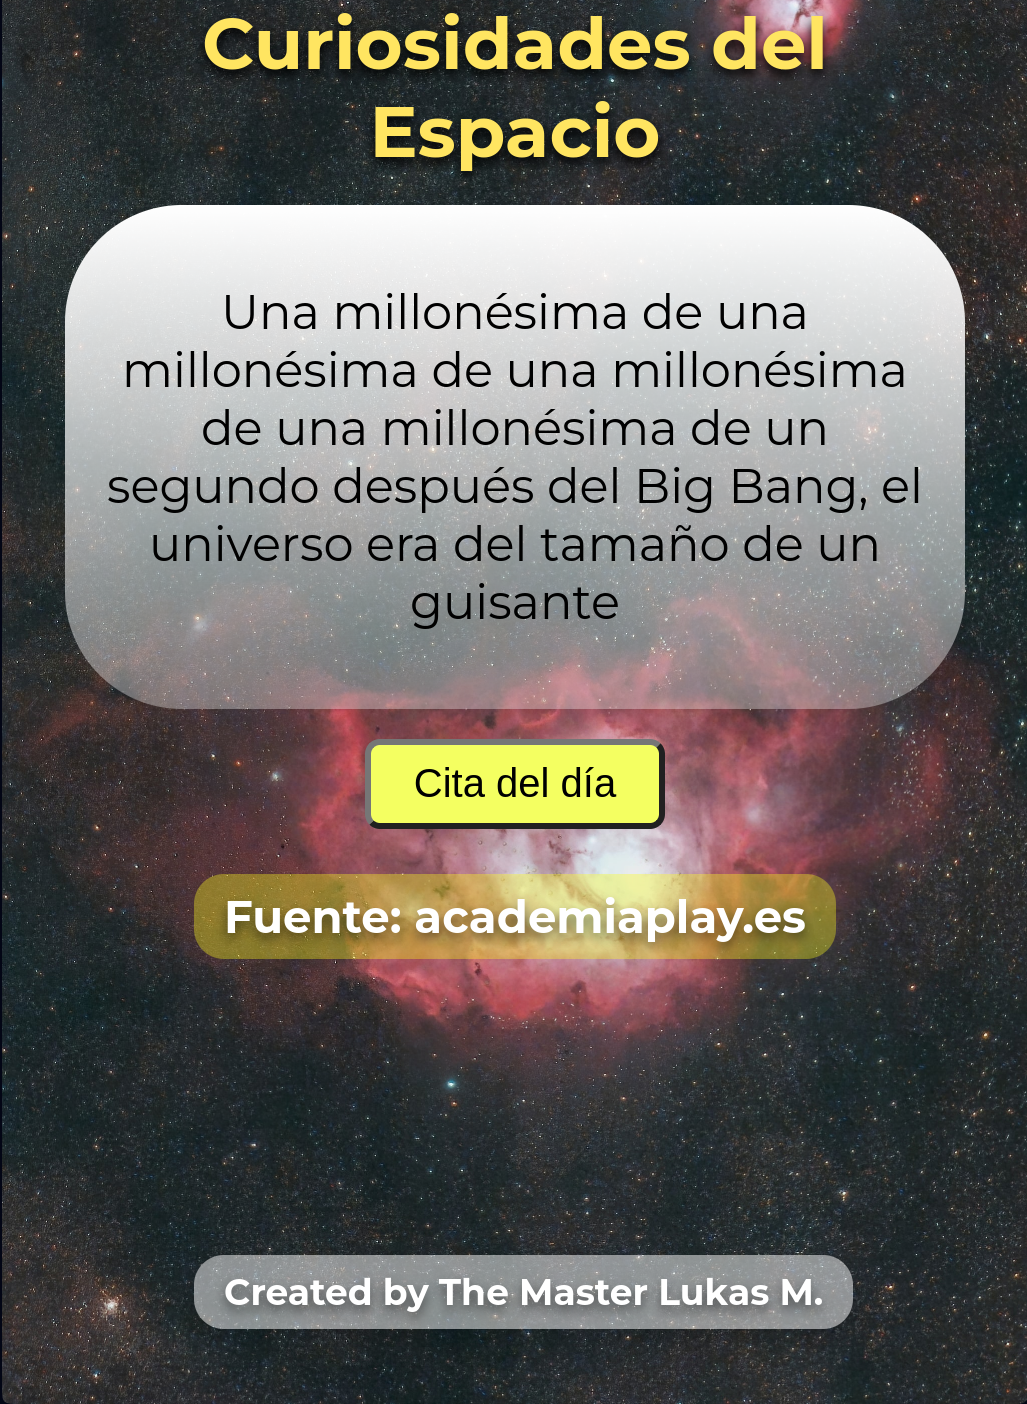 Curiosidades del
Espacio
Una millonésima de una
millonésima de una millonésima
de una millonésima de un
segundo después del Big Bang, el
universo era del tamaño de un
guisante
Cita del día
Fuente: academiaplay.es
Created by The Master Lukas M.